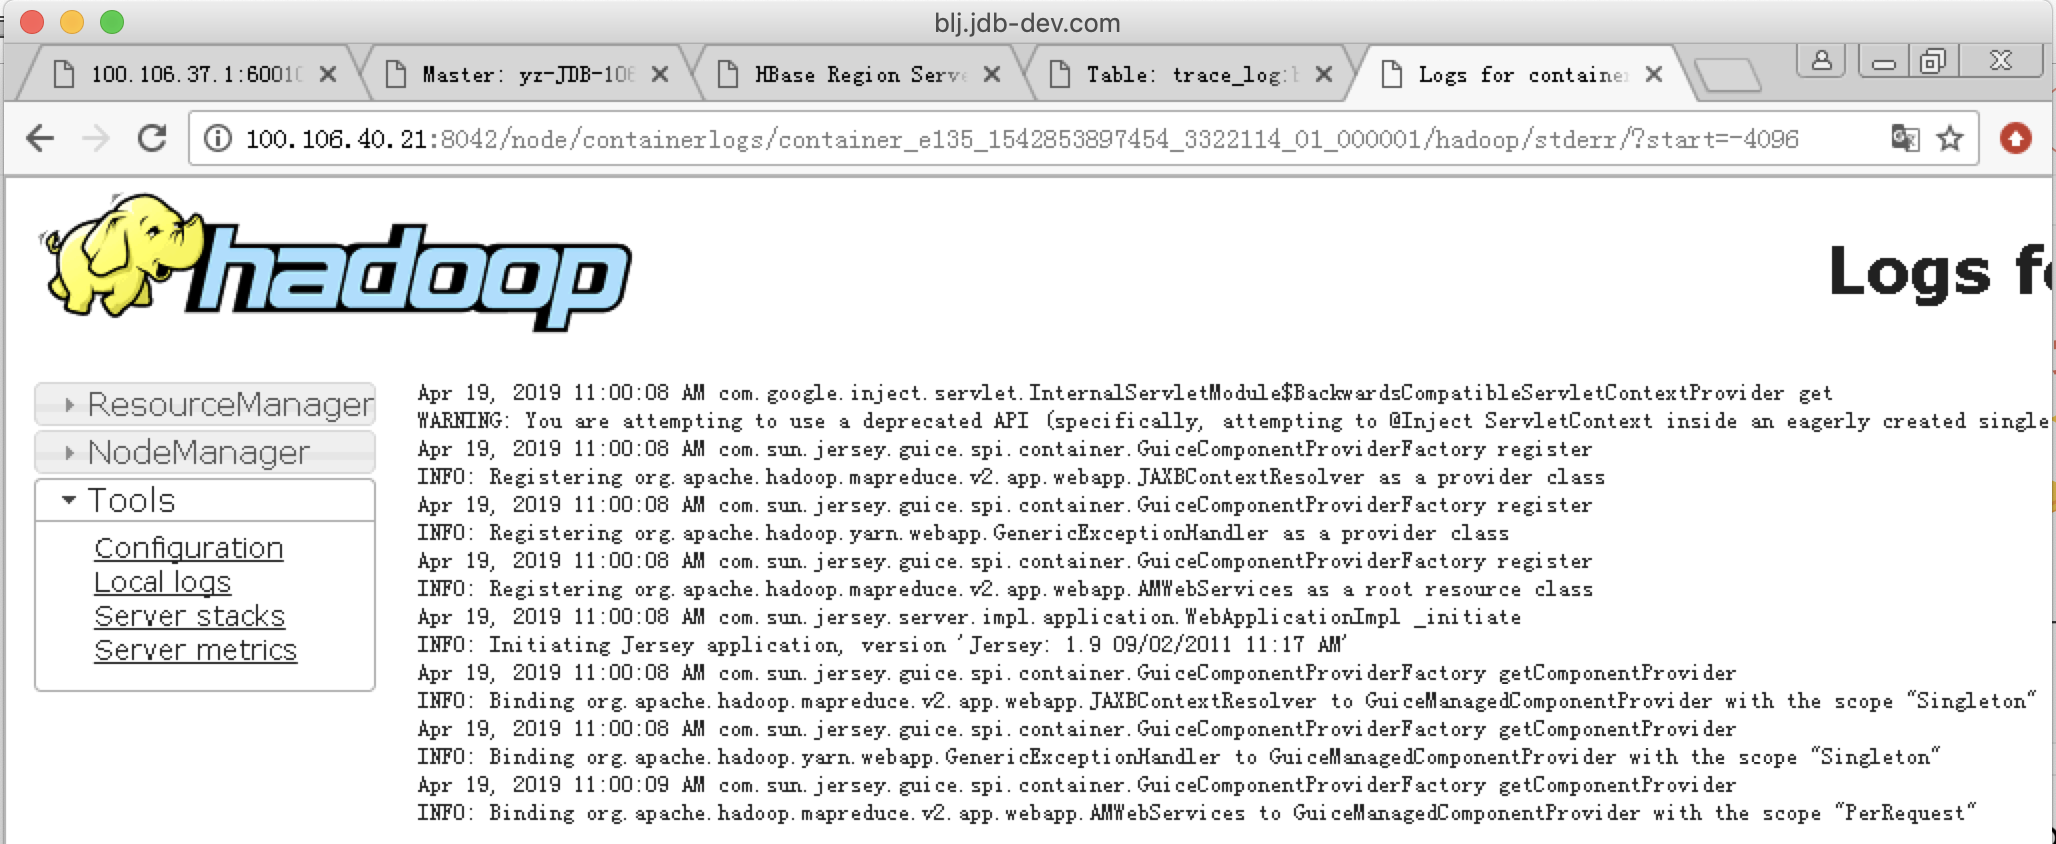 blj.jdb-dev.com
100.106.37.1:6001
Master: yz-JDB-106
HBase Region Serve
Table: trace_log:
Logs for container
100.106.40.21:8042/node/containerlogs/container_e135_1542853897454_3322114_01_000001/hadoop/stderr/?start=-4096
hadoop
Logs fo
ResourceManager
NodeManager
Tools
Configuration
Local logs
Server stacks
Server metrics
Apr 19, 2019 11:00:08 AM com.google.inject.servlet.InternalServletModule$BackwardsCompatibleServletContextProvider get
WARNING: You are attempting to use a deprecated API (specifically, attempting to @Inject ServletContext inside an eagerly created single
Apr 19, 2019 11:00:08 AM com.sun.jersey.guice.spi.container.GuiceComponentProviderFactory register
INFO: Registering org.apache.hadoop.mapreduce.v2.app.webapp.JAXBContextResolver as a provider class
Apr 19, 2019 11:00:08 AM com.sun.jersey.guice.spi.container.GuiceComponentProviderFactory register
INFO: Registering org.apache.hadoop.yarn.webapp.GenericExceptionHandler as a provider class
Apr 19, 2019 11:00:08 AM com.sun.jersey.guice.spi.container.GuiceComponentProviderFactory register
INFO: Registering org.apache.hadoop.mapreduce.v2.app.webapp.AMWebServices as a root resource class
Apr 19, 2019 11:00:08 AM com.sun.jersey.server.impl.application.WebApplicationImpl _initiate
INFO: Initiating Jersey application, version 'Jersey: 1.9 09/02/2011 11:17 AM'
Apr 19, 2019 11:00:08 AM com.sun.jersey.guice.spi.container.GuiceComponentProviderFactory getComponentProvider
INFO: Binding org.apache.hadoop.mapreduce.v2.app.webapp.JAXBContextResolver to GuiceManagedComponentProvider with the scope "Singleton"
Apr 19, 2019 11:00:08 AM com.sun.jersey.guice.spi.container.GuiceComponentProviderFactory getComponentProvider
INFO: Binding org.apache.hadoop.yarn.webapp.GenericExceptionHandler to GuiceManagedComponentProvider with the scope "Singleton"
Apr 19, 2019 11:00:09 AM com.sun.jersey.guice.spi.container.GuiceComponentProviderFactory getComponentProvider
INFO: Binding org.apache.hadoop.mapreduce.v2.app.webapp.AMWebServices to GuiceManagedComponentProvider with the scope "PerRequest"